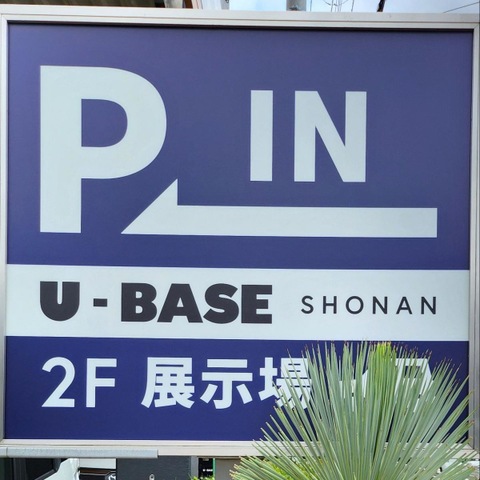 P IN
U-BASE SHONAN
2F 展示場